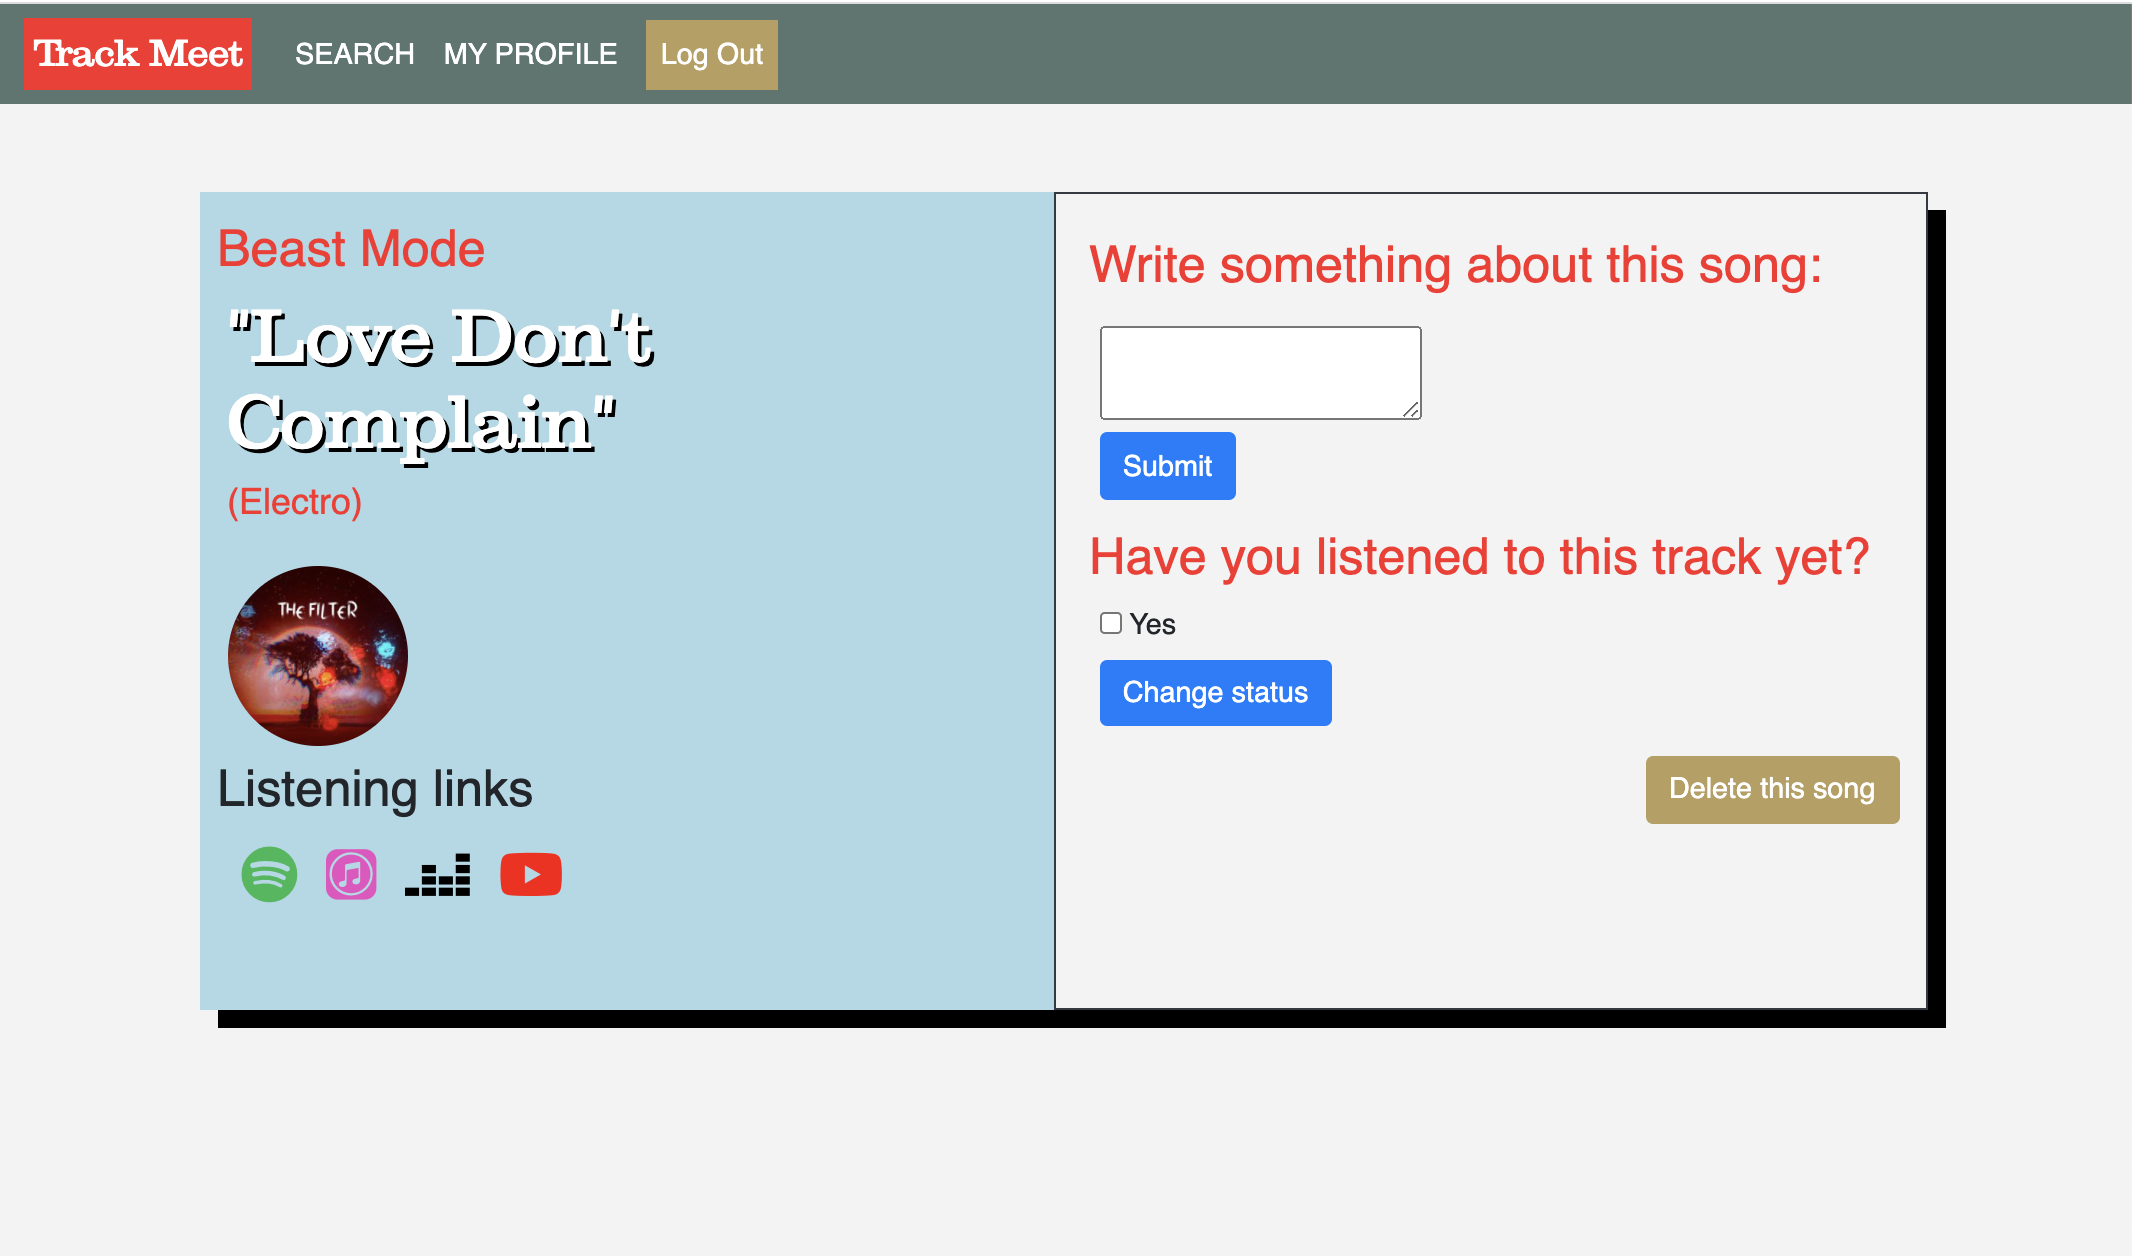 Track Meet SEARCH MY PROFILE Log Out
Beast Mode
"Love Don't
Complain"
(Electro)
THE FILTER
Listening links
Write something about this song:
Submit
Have you listened to this track yet?
Yes
Change status
Delete this song